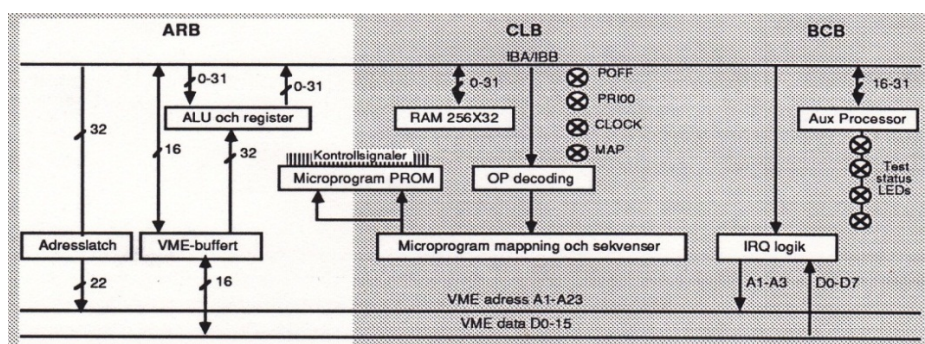 ARB CLB BCB
IBA/IBB
0-31 0-31 0-31 POFF 16-31
PRI00
ALU och register RAM 256X32 CLOCK Aux Processor
32 16 32 MAP
Kontrollsignaler
Microprogram PROM OP decoding Test
status
LEDs
Adresslatch VME-buffert Microprogram mappning och sekvenser IRQ logik
22 16 A1-A3 D0-D7
VME adress A1-A23
VME data D0-15